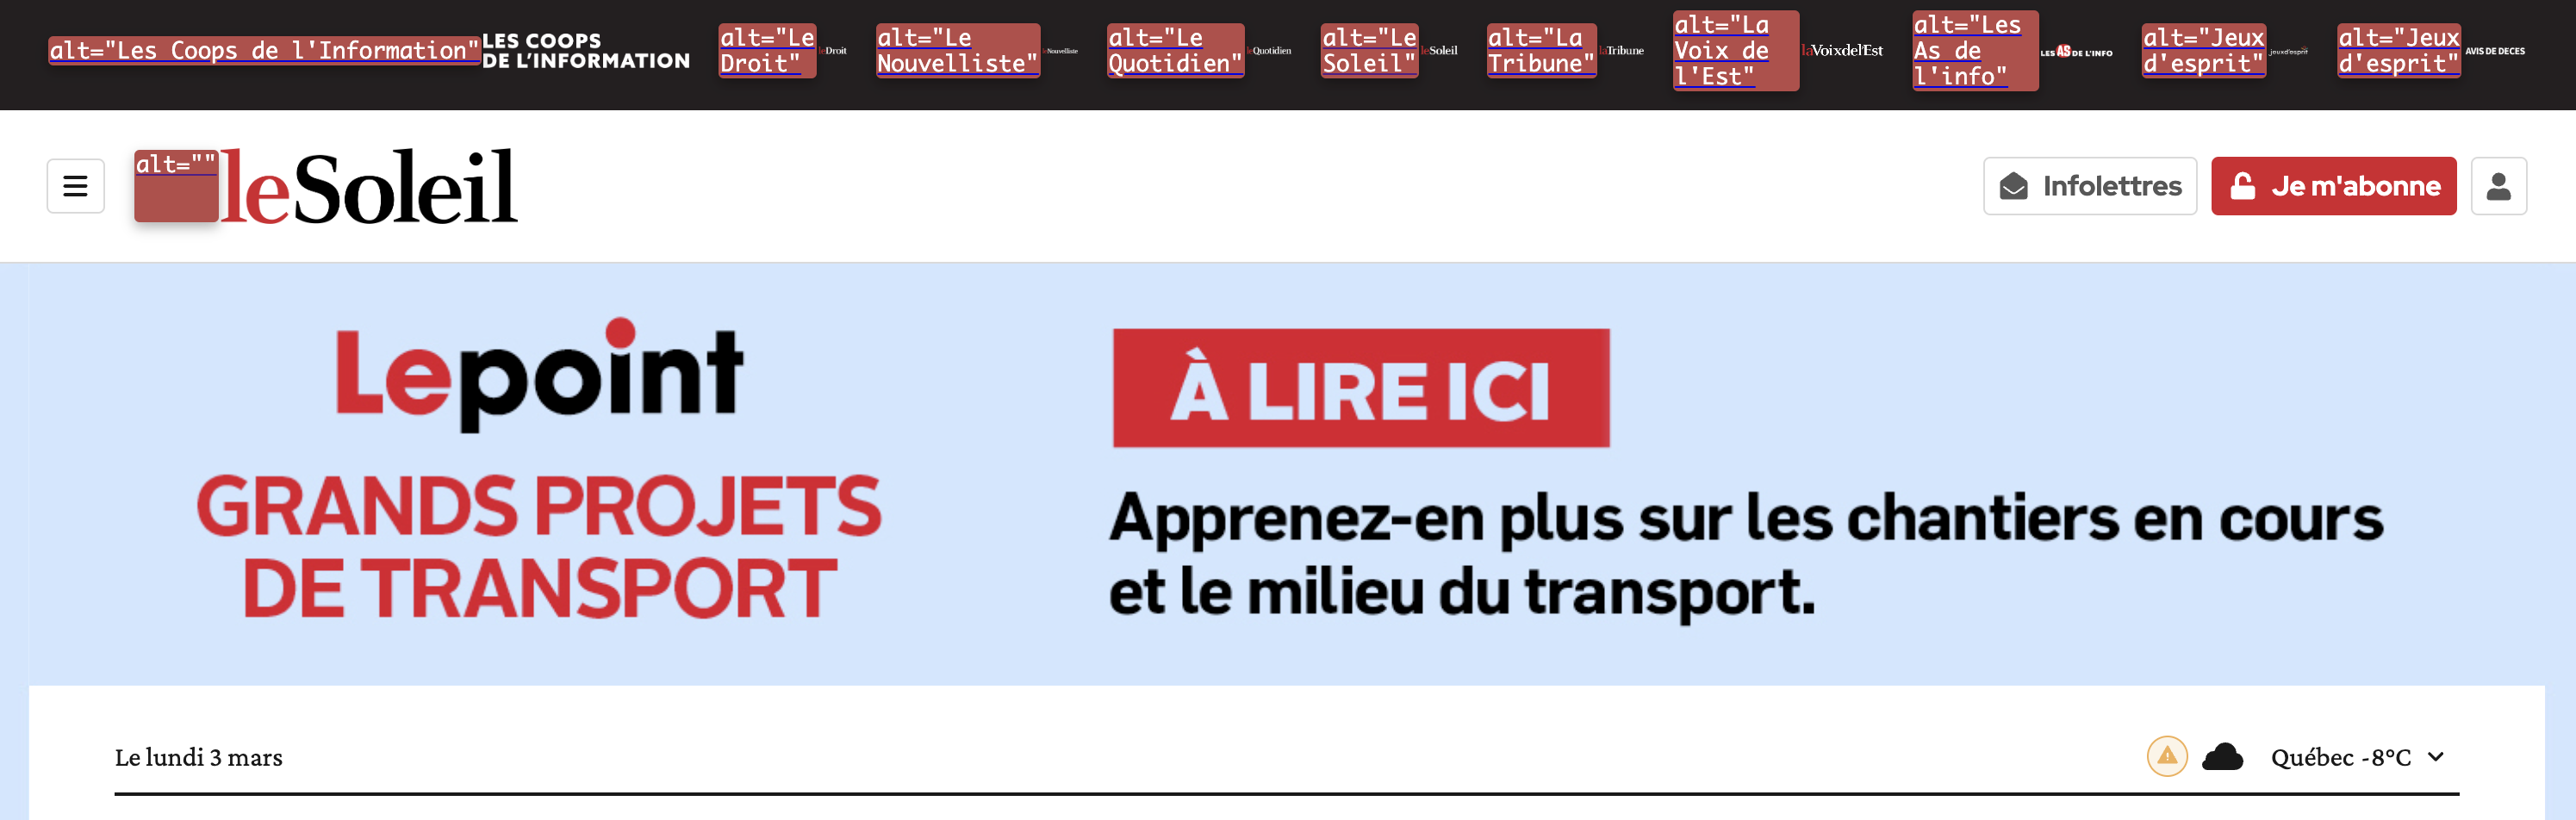 alt="Les Coops de l'Information"
LES COOPS
DE L'INFORMATION
alt="Le
Droit"
leDroit
alt="Le
Nouvelliste"
leNouvelliste
alt="Le
Quotidien"
leQuotidien
alt="Le
Soleil"
leSoleil
alt="La
Tribune"
laTribune
alt="La
Voix de
l'Est"
laVoixdel'Est
alt="Les
As de
l'info"
LES AS DE L'INFO
alt="Jeux
d'esprit"
jeuxd'esprit
alt="Jeux
d'esprit"
AVIS DE DECES
alt=""
leSoleil
Infolettres
Je m'abonne
Lepoint
GRANDS PROJETS
DE TRANSPORT
À LIRE ICI
Apprenez-en plus sur les chantiers en cours
et le milieu du transport.
Le lundi 3 mars
Québec -8°C